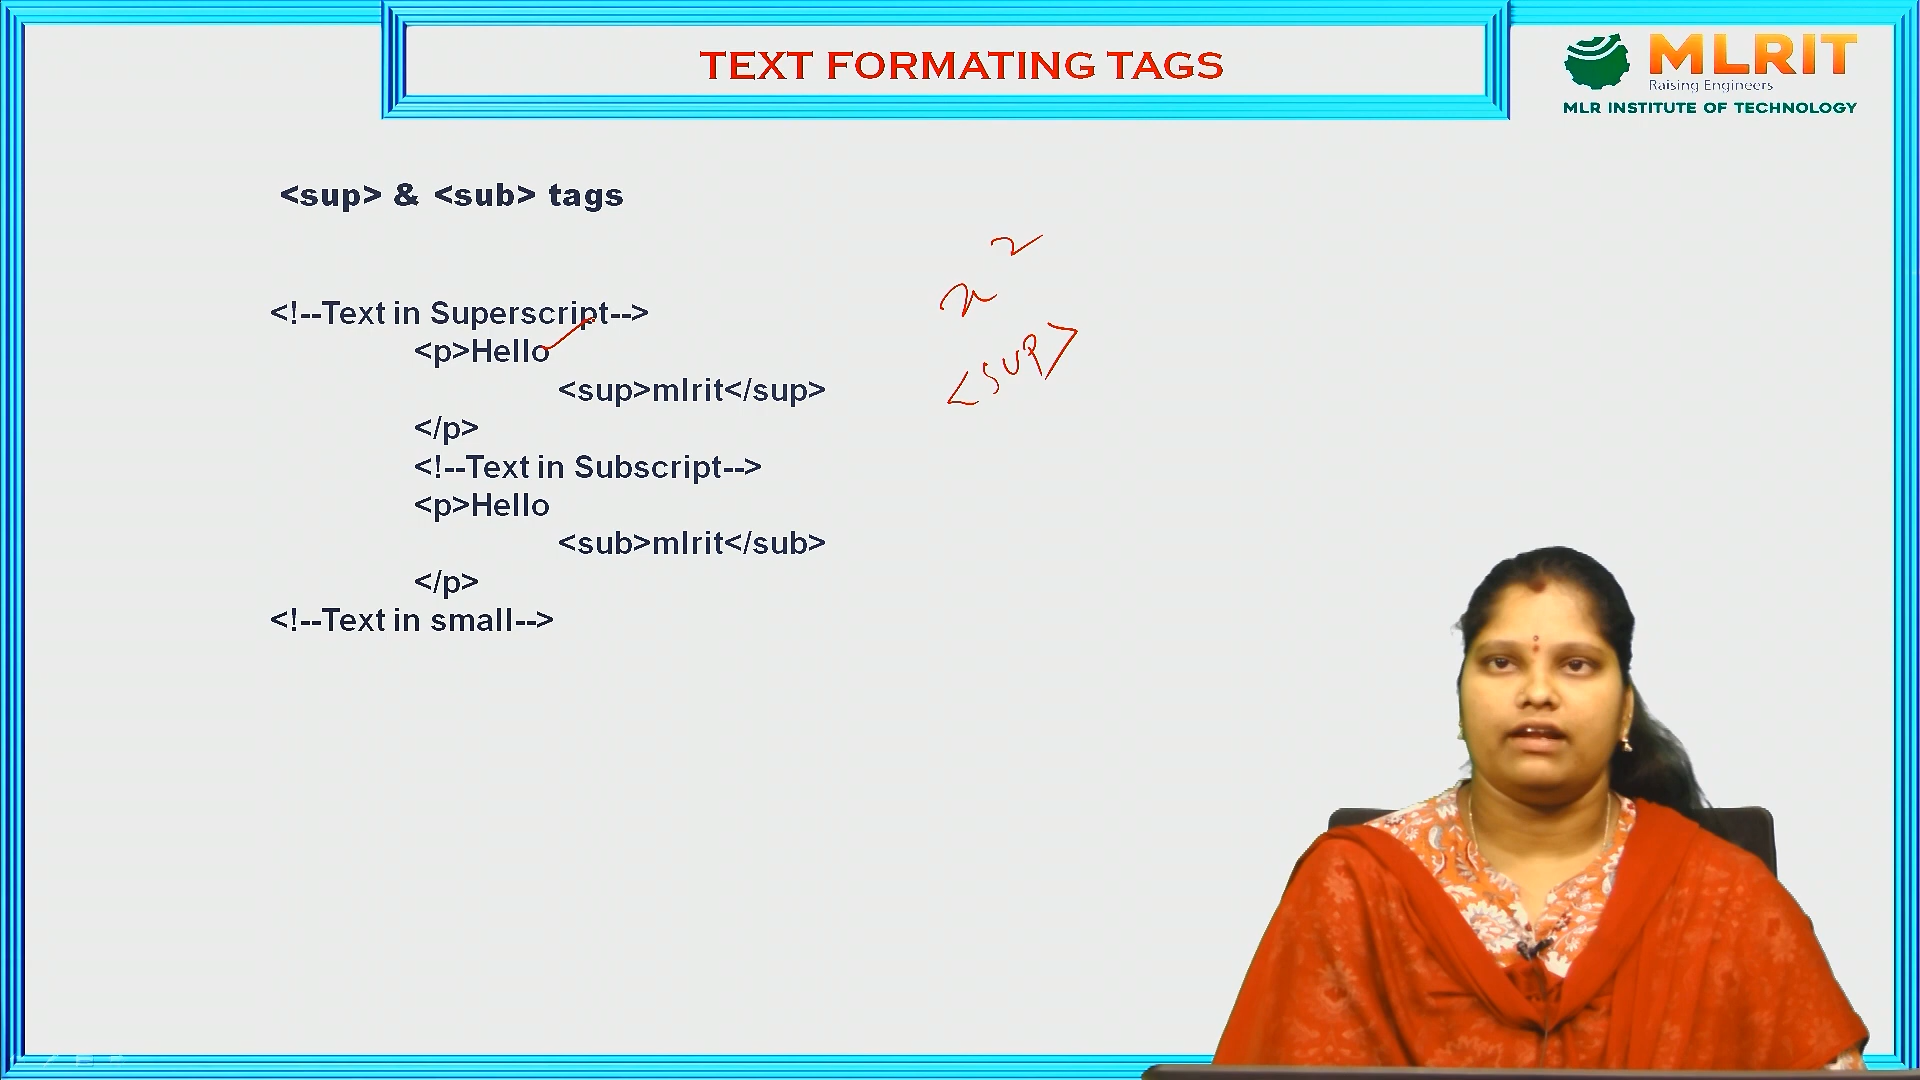 TEXT FORMATING TAGS
MLRIT
Raising Engineers
MLR INSTITUTE OF TECHNOLOGY
<sup> & <sub> tags
x 2
<sup>
<!--Text in Superscript-->
<p>Hello
<sup>mlrit</sup>
</p>
<!--Text in Subscript-->
<p>Hello
<sub>mlrit</sub>
</p>
<!--Text in small-->